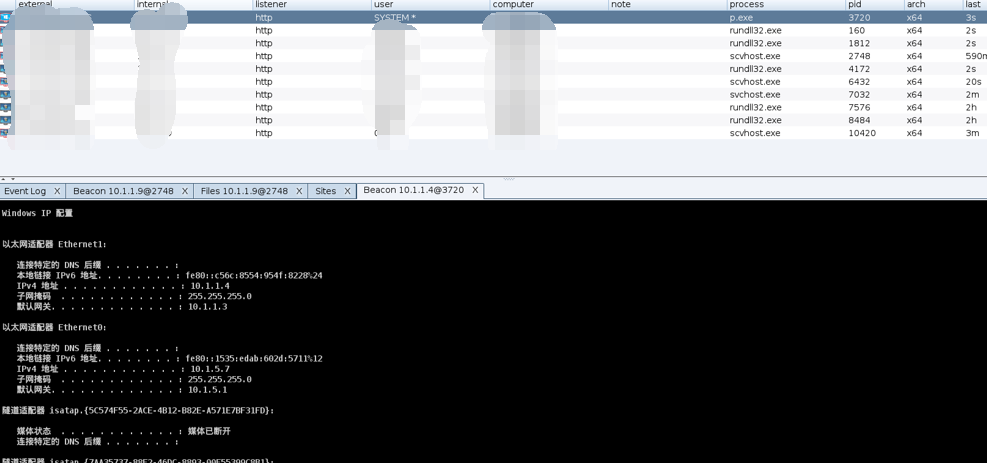 external internal listener user computer note process pid arch last
http SYSTEM * p.exe 3720 x64 3s
http rundll32.exe 160 x64 2s
http rundll32.exe 1812 x64 2s
http scvhost.exe 2748 x64 590m
http rundll32.exe 4172 x64 2s
http scvhost.exe 6432 x64 20s
http svchost.exe 7032 x64 2m
http rundll32.exe 7576 x64 2h
http rundll32.exe 8484 x64 2h
http scvhost.exe 10420 x64 3m
Event Log X Beacon 10.1.1.9@2748 X Files 10.1.1.9@2748 X Sites X Beacon 10.1.1.4@3720 X
Windows IP 配置
以太网适配器 Ethernet1:
连接特定的 DNS 后缀 . . . . . . . :
本地链接 IPv6 地址. . . . . . . . : fe80::c56c:8554:954f:8228%24
IPv4 地址 . . . . . . . . . . . . : 10.1.1.4
子网掩码 . . . . . . . . . . . . : 255.255.255.0
默认网关. . . . . . . . . . . . . : 10.1.1.3
以太网适配器 Ethernet0:
连接特定的 DNS 后缀 . . . . . . . :
本地链接 IPv6 地址. . . . . . . . : fe80::1535:edab:602d:5711%12
IPv4 地址 . . . . . . . . . . . . : 10.1.5.7
子网掩码 . . . . . . . . . . . . : 255.255.255.0
默认网关. . . . . . . . . . . . . : 10.1.5.1
隧道适配器 isatap.{5C574F55-2ACE-4B12-B82E-A571E7BF31FD}:
媒体状态 . . . . . . . . . . . . : 媒体已断开
连接特定的 DNS 后缀 . . . . . . . :
隧道适配器